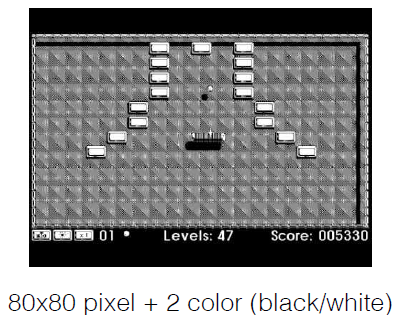 01 Levels: 47 Score: 005330
80x80 pixel + 2 color (black/white)